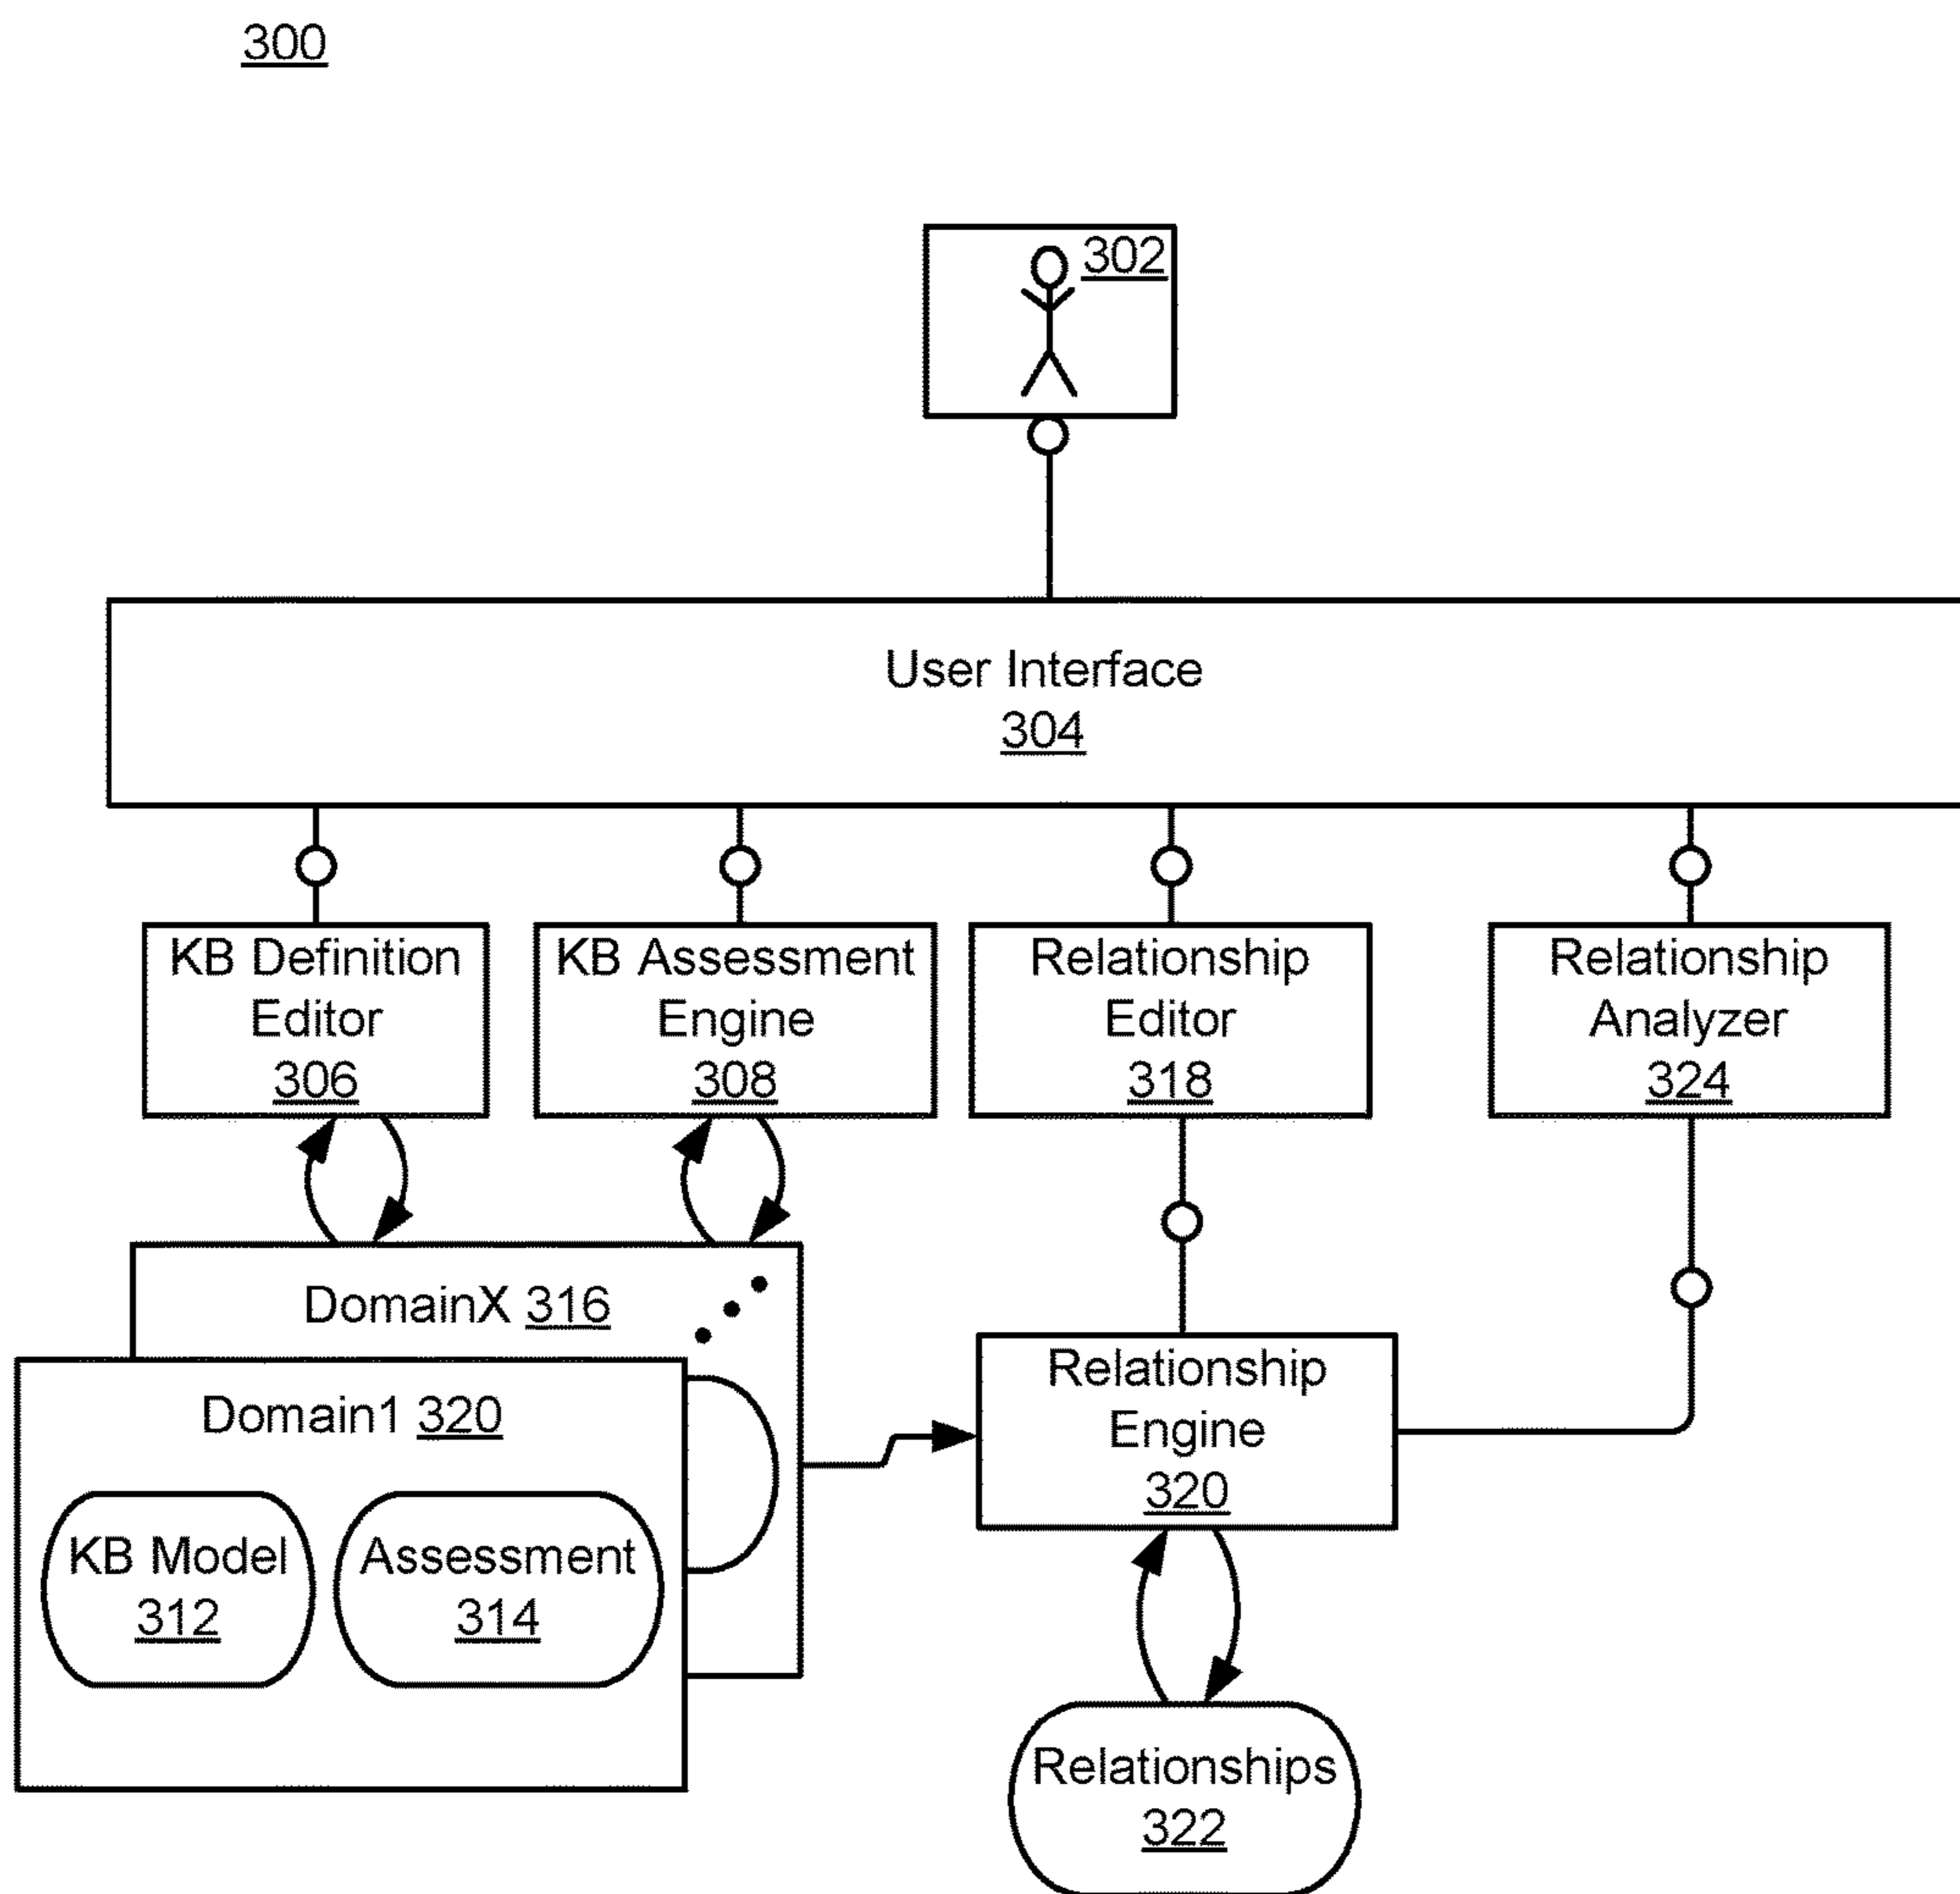 300
302
User Interface
304
KB Definition
Editor
306
KB Assessment
Engine
308
Relationship
Editor
318
Relationship
Analyzer
324
DomainX 316
Domain1 320
KB Model
312
Assessment
314
Relationship
Engine
320
Relationships
322